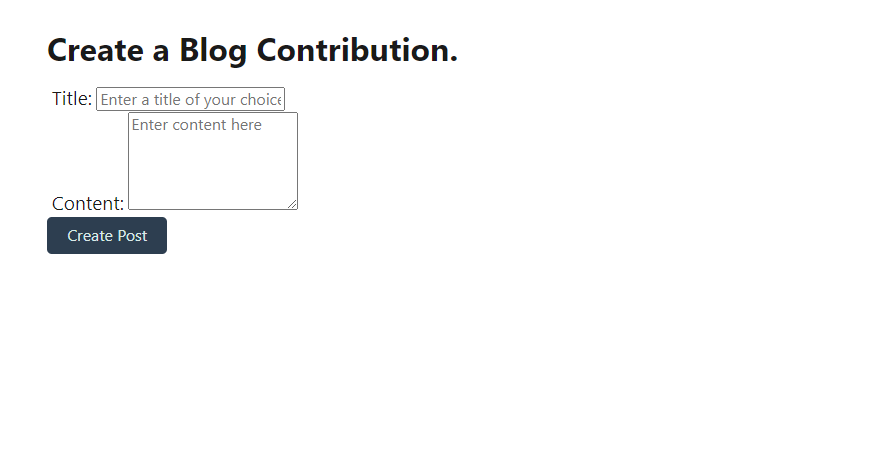 Create a Blog Contribution.
Title: Enter a title of your choice
Enter content here
Content:
Create Post